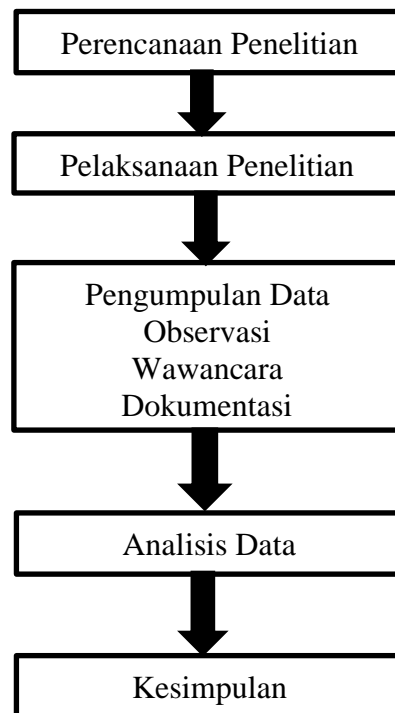 Perencanaan Penelitian
Pelaksanaan Penelitian
Pengumpulan Data
Observasi
Wawancara
Dokumentasi
Analisis Data
Kesimpulan